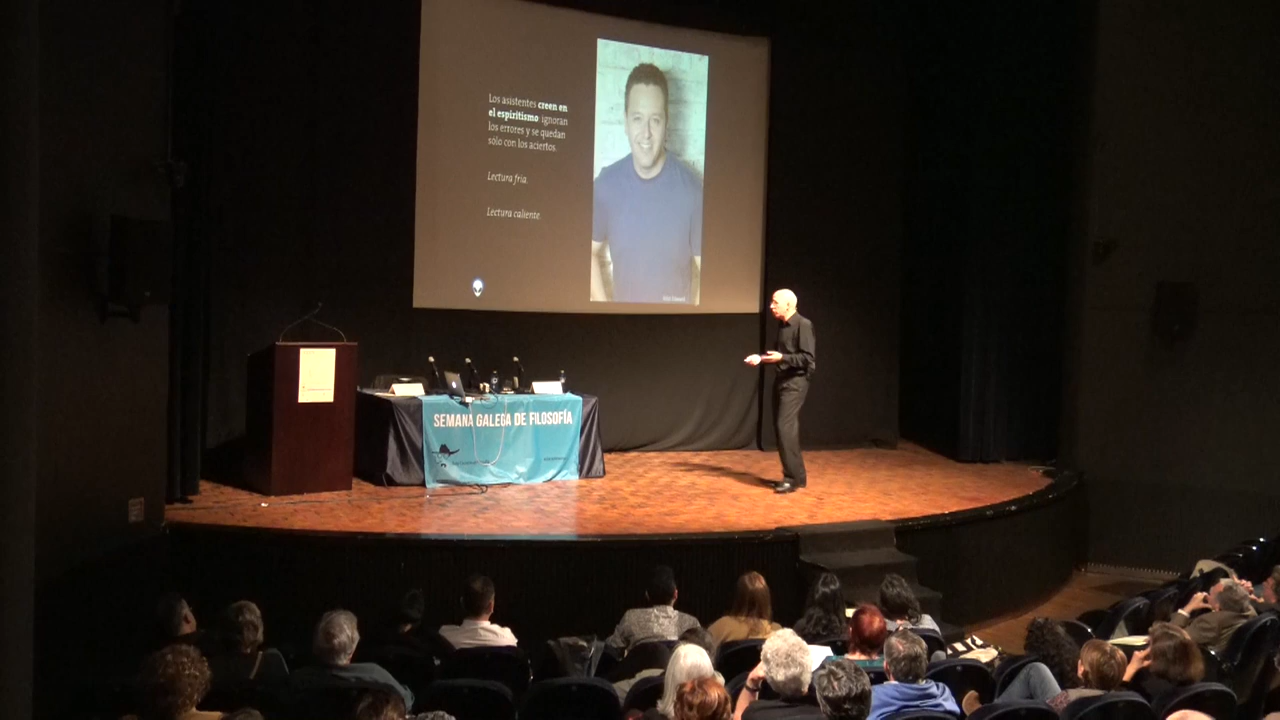 Los asistentes creen en
el espiritismo ignoran
los errores y se quedan
sólo con los aciertos.
Lectura fría.
Lectura caliente.
SEMANA GALEGA DE FILOSOFÍA